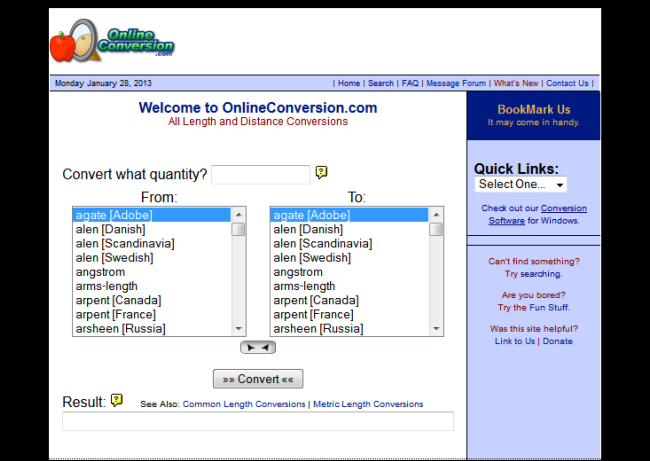 Online
Conversion
.com
Monday January 28, 2013
| Home | Search | FAQ | Message Forum | What's New | Contact Us |
Welcome to OnlineConversion.com
All Length and Distance Conversions
Convert what quantity?
?
From:
agate [Adobe]
alen [Danish]
alen [Scandinavia]
alen [Swedish]
angstrom
arms-length
arpent [Canada]
arpent [France]
arsheen [Russia]
To:
agate [Adobe]
alen [Danish]
alen [Scandinavia]
alen [Swedish]
angstrom
arms-length
arpent [Canada]
arpent [France]
arsheen [Russia]
»» Convert ««
Result: ?
See Also: Common Length Conversions | Metric Length Conversions
BookMark Us
It may come in handy.
Quick Links:
Select One...
Check out our Conversion
Software for Windows.
Can't find something?
Try searching.
Are you bored?
Try the Fun Stuff.
Was this site helpful?
Link to Us | Donate